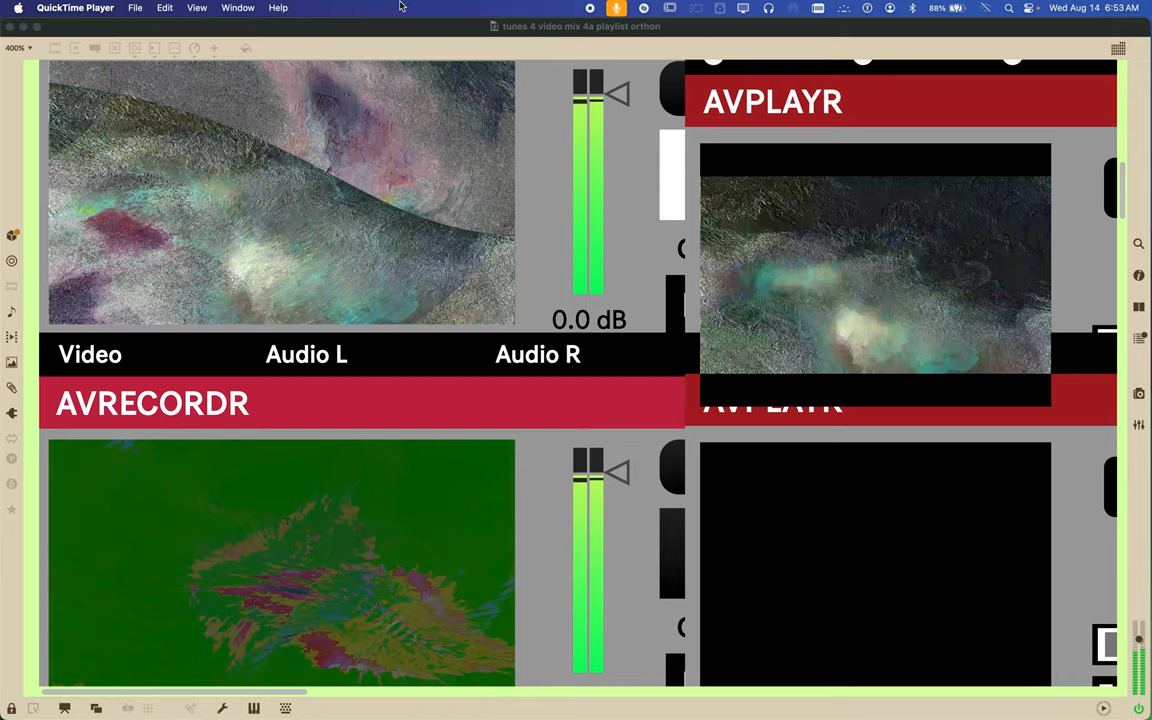 QuickTime Player File Edit View Window Help 88% Wed Aug 14 6:53 AM
tunes 4 video mix 4a playlist orthon
400%
AVPLAYR
0.0 dB
Video Audio L Audio R
AVRECORDR
AVPLAYR